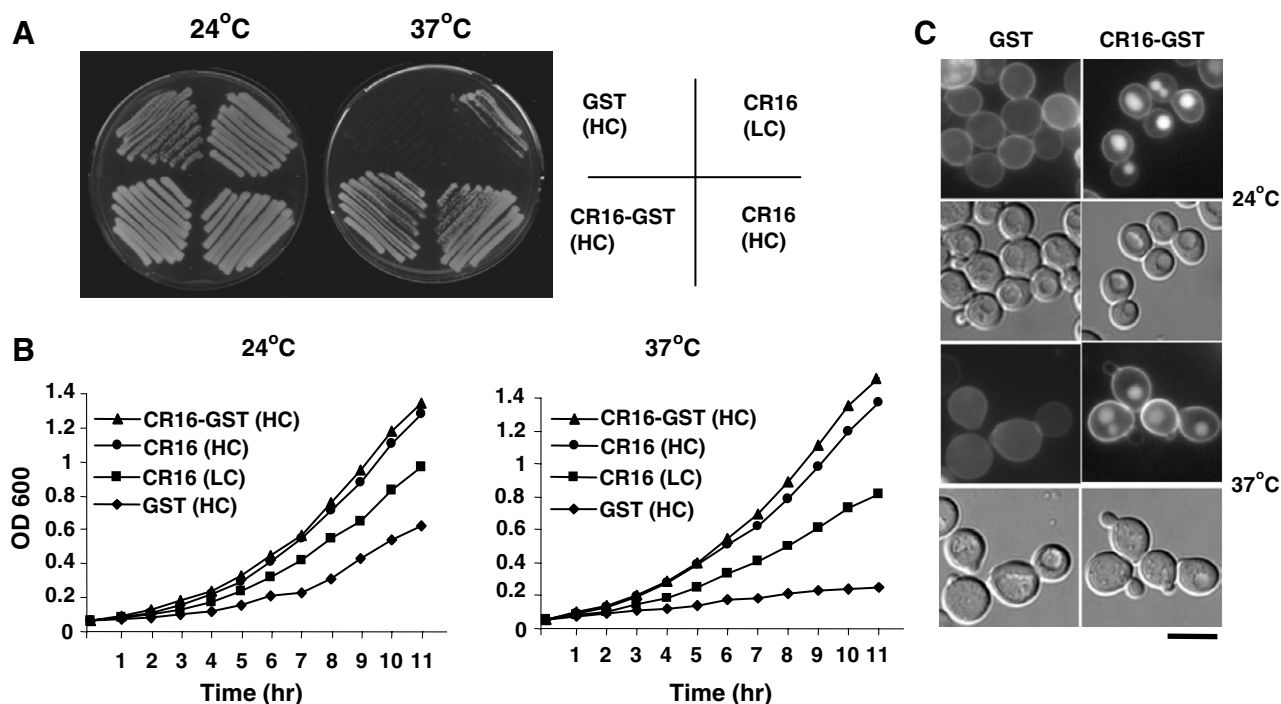 A
24°C
37°C
GST
(HC)
CR16
(LC)
CR16-GST
(HC)
CR16
(HC)
B
24°C
1.4
1.2
1
0.8
0.6
0.4
0.2
0
OD 600
CR16-GST (HC)
CR16 (HC)
CR16 (LC)
GST (HC)
1 2 3 4 5 6 7 8 9 10 11
Time (hr)
37°C
1.4
1.2
1
0.8
0.6
0.4
0.2
0
CR16-GST (HC)
CR16 (HC)
CR16 (LC)
GST (HC)
1 2 3 4 5 6 7 8 9 10 11
Time (hr)
C
GST
CR16-GST
24°C
37°C